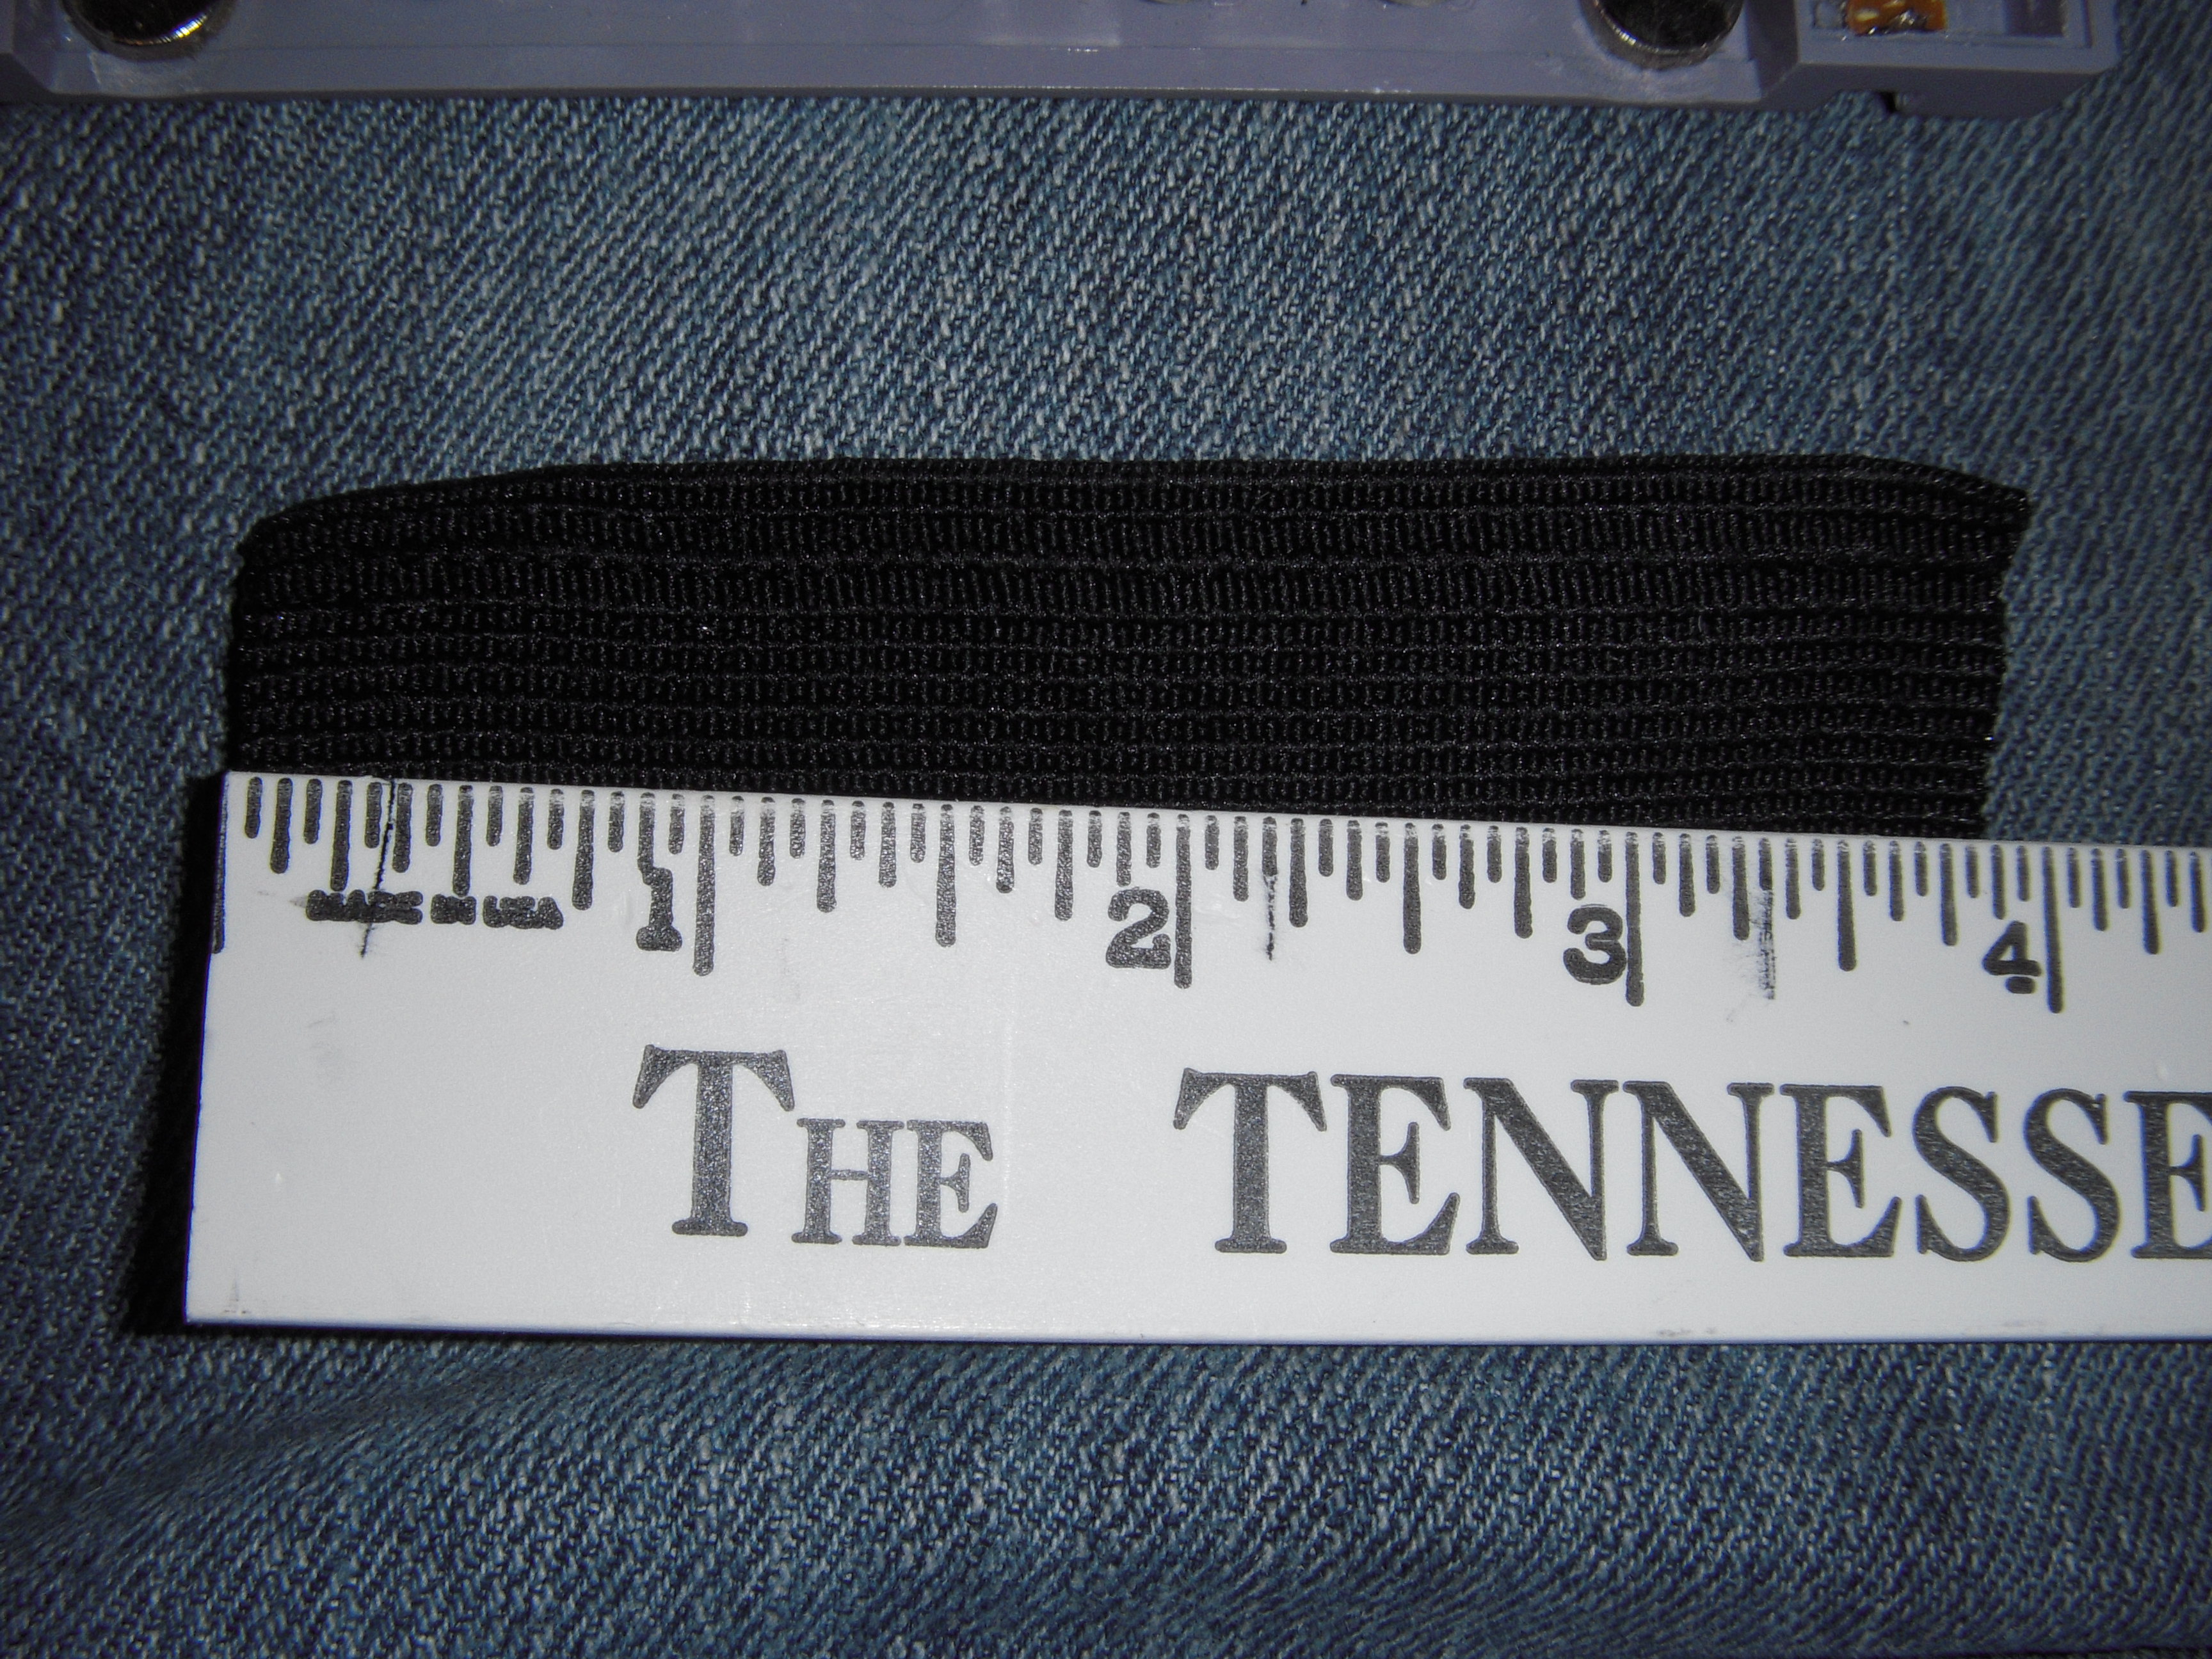 1 2 3 4
MADE IN USA
THE TENNESSE